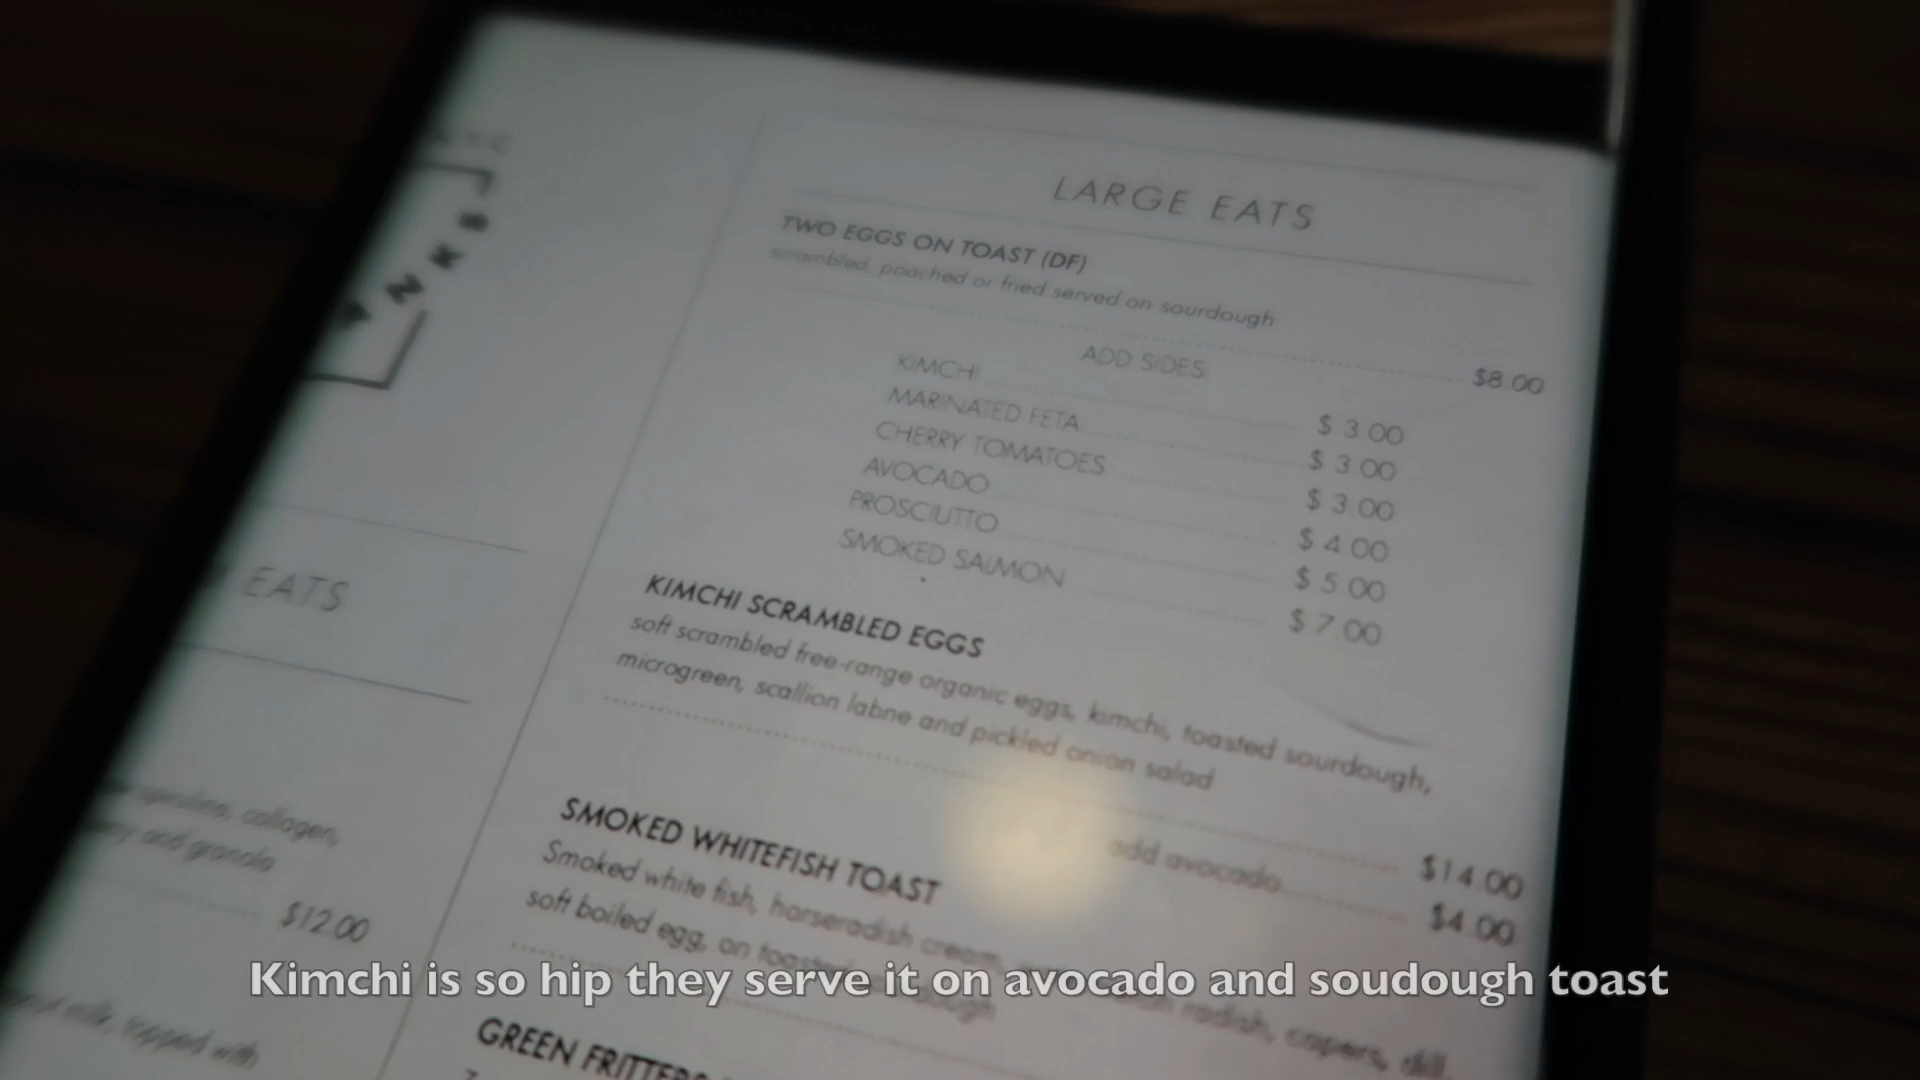 LARGE EATS
TWO EGGS ON TOAST (DF)
scrambled, poached or fried served on sourdough
$8.00
ADD SIDES
KIMCHI $ 3.00
MARINATED FETA $ 3.00
CHERRY TOMATOES $ 3.00
AVOCADO $ 4.00
PROSCIUTTO $ 5.00
SMOKED SALMON $ 7.00
KIMCHI SCRAMBLED EGGS
soft scrambled free-range organic eggs, kimchi, toasted sourdough,
microgreen, scallion labne and pickled onion salad
$14.00
add avocado $4.00
SMOKED WHITEFISH TOAST
Smoked white fish, horseradish cream, radish, capers, dill,
soft boiled egg, on toasted
GREEN FRITTERS
EATS
spirulina, collagen,
and granola
$12.00
milk, topped with
Kimchi is so hip they serve it on avocado and soudough toast